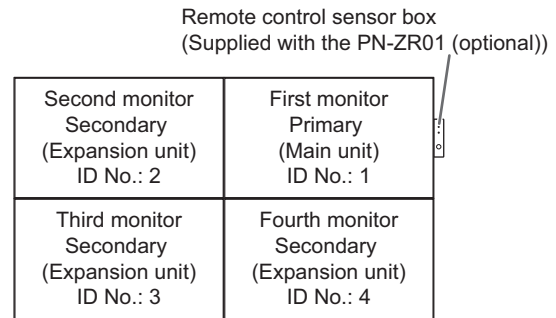 Remote control sensor box
(Supplied with the PN-ZR01 (optional))
Second monitor
Secondary
(Expansion unit)
ID No.: 2
First monitor
Primary
(Main unit)
ID No.: 1
Third monitor
Secondary
(Expansion unit)
ID No.: 3
Fourth monitor
Secondary
(Expansion unit)
ID No.: 4